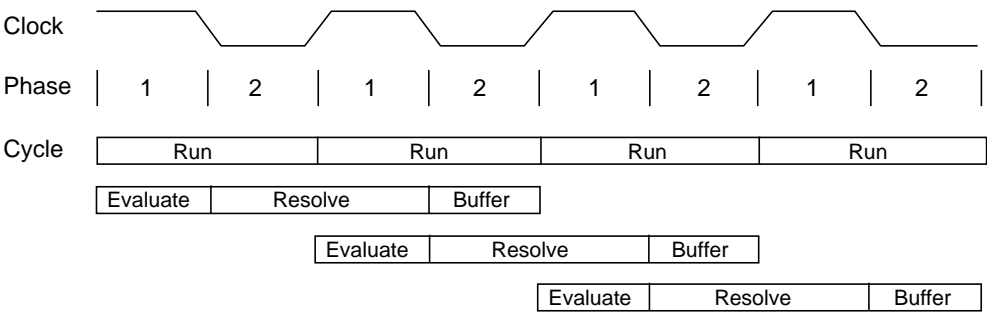 Clock
Phase 1 2 1 2 1 2 1 2
Cycle Run Run Run Run
Evaluate Resolve Buffer
Evaluate Resolve Buffer
Evaluate Resolve Buffer